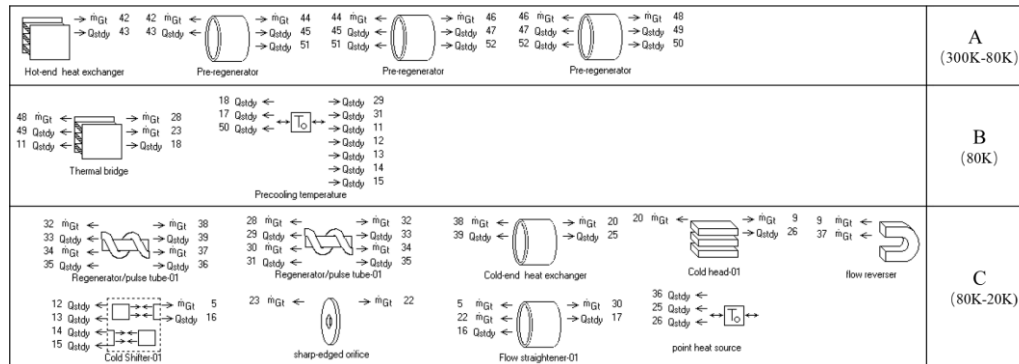 → ṁGt 42
→ Qstdy 43
Hot-end heat exchanger
42 ṁGt ← → ṁGt 44
43 Qstdy ← → Qstdy 45
→ Qstdy 51
Pre-regenerator
44 ṁGt ← → ṁGt 46
45 Qstdy ← → Qstdy 47
51 Qstdy ← → Qstdy 52
Pre-regenerator
46 ṁGt ← → ṁGt 48
47 Qstdy ← → Qstdy 49
52 Qstdy ← → Qstdy 50
Pre-regenerator
A
(300K-80K)
48 ṁGt ← → ṁGt 28
49 Qstdy ← → ṁGt 23
11 Qstdy ← → Qstdy 18
Thermal bridge
18 Qstdy ← → Qstdy 29
17 Qstdy ← To → Qstdy 31
50 Qstdy ← → Qstdy 11
→ Qstdy 12
→ Qstdy 13
→ Qstdy 14
→ Qstdy 15
Precooling temperature
B
(80K)
32 ṁGt ← → ṁGt 38
33 Qstdy ← → Qstdy 39
34 ṁGt ← → ṁGt 37
35 Qstdy ← → Qstdy 36
Regenerator/pulse tube-01
28 ṁGt ← → ṁGt 32
29 Qstdy ← → Qstdy 33
30 ṁGt ← → ṁGt 34
31 Qstdy ← → Qstdy 35
Regenerator/pulse tube-01
38 ṁGt ← → ṁGt 20
39 Qstdy ← → Qstdy 25
Cold-end heat exchanger
20 ṁGt ← → ṁGt 9
→ Qstdy 26
Cold head-01
9 ṁGt ←
37 ṁGt ←
flow reverser
12 Qstdy ← → ṁGt 5
13 Qstdy ← → Qstdy 16
14 Qstdy ←
15 Qstdy ←
Cold Shifter-01
23 ṁGt ← → ṁGt 22
sharp-edged orifice
5 ṁGt ← → ṁGt 30
22 ṁGt ← → Qstdy 17
16 Qstdy ←
Flow straightener-01
36 Qstdy ←
25 Qstdy ← To
26 Qstdy ←
point heat source
C
(80K-20K)